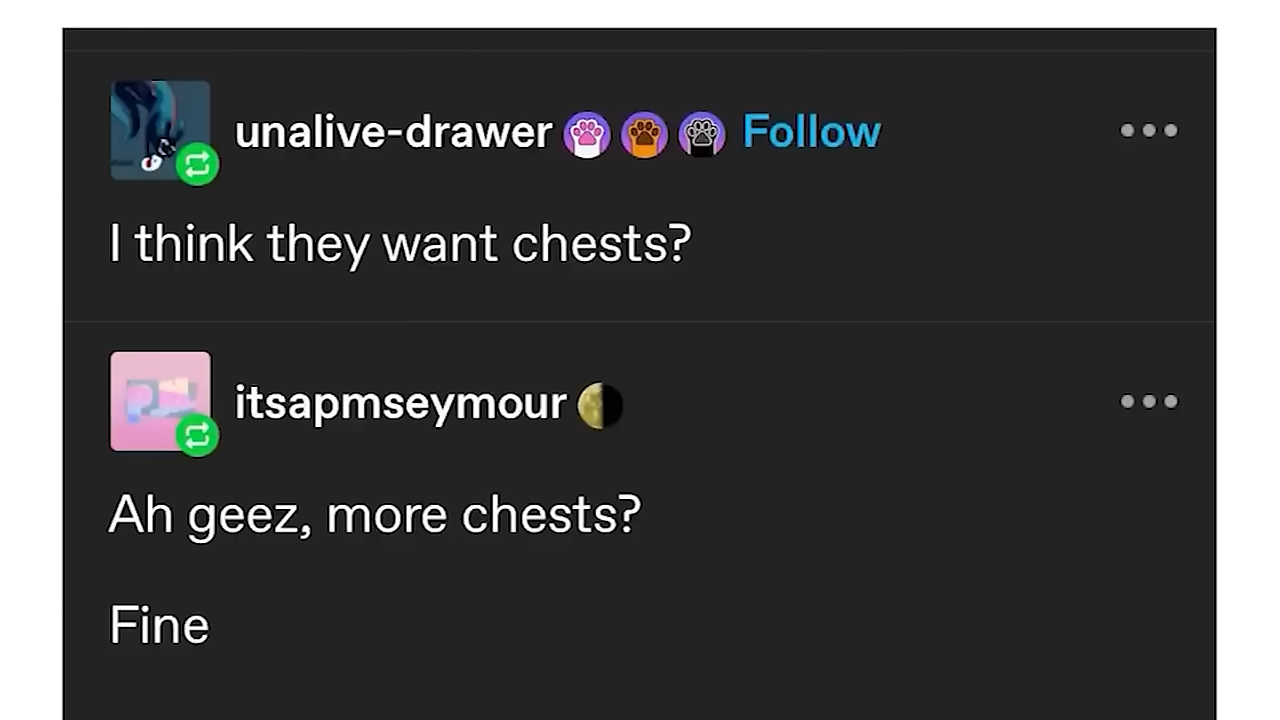 unalive-drawer Follow
I think they want chests?
itsapmseymour
Ah geez, more chests?
Fine